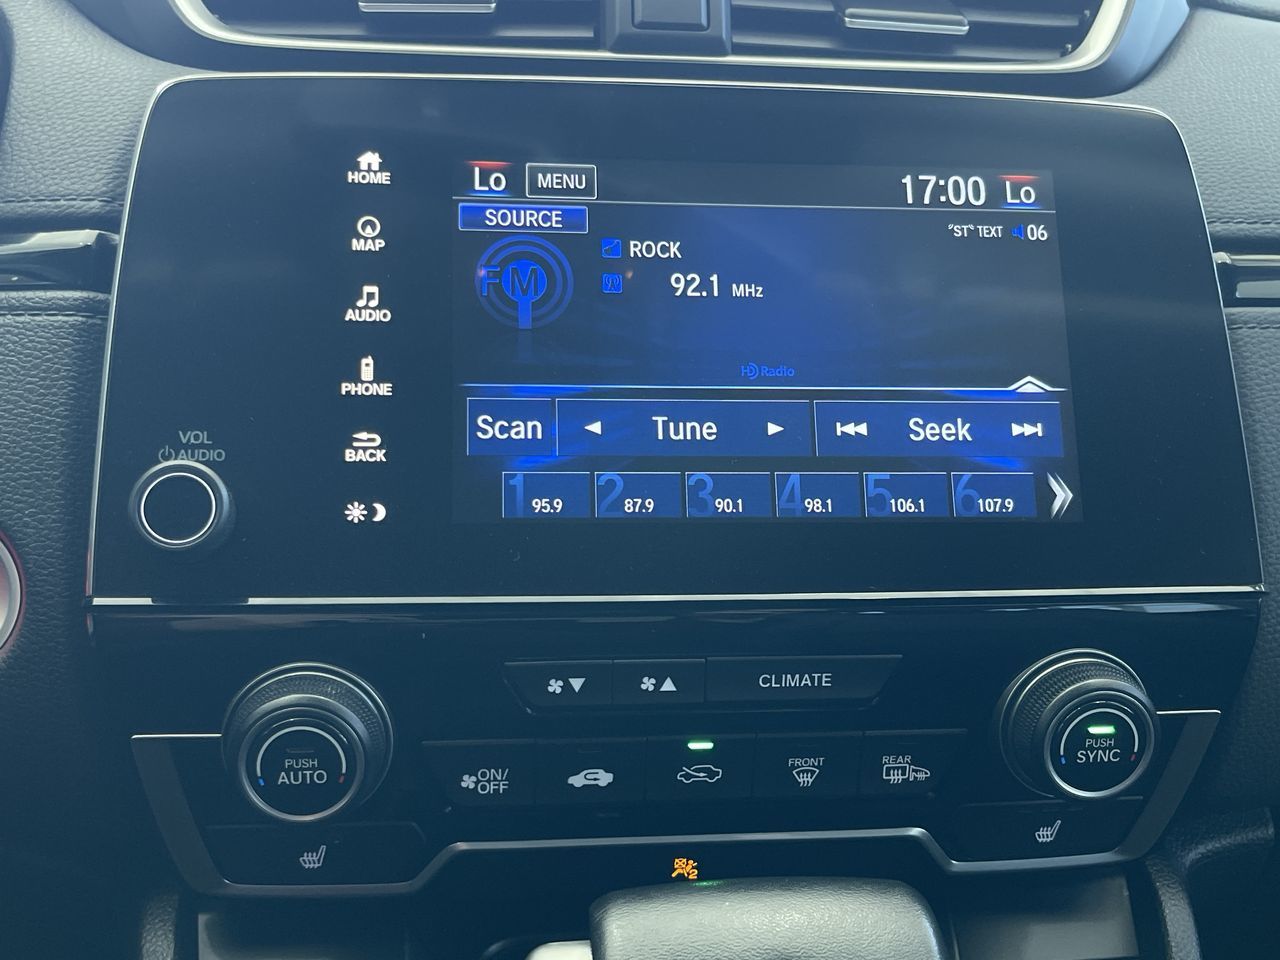 HOME
MAP
AUDIO
PHONE
BACK
VOL
AUDIO
Lo MENU 17:00 Lo
SOURCE
"ST" TEXT 06
FM
ROCK
92.1 MHz
HD Radio
Scan Tune Seek
1 95.9 2 87.9 3 90.1 4 98.1 5 106.1 6 107.9
CLIMATE
PUSH
AUTO
ON/
OFF
FRONT
REAR
PUSH
SYNC
2